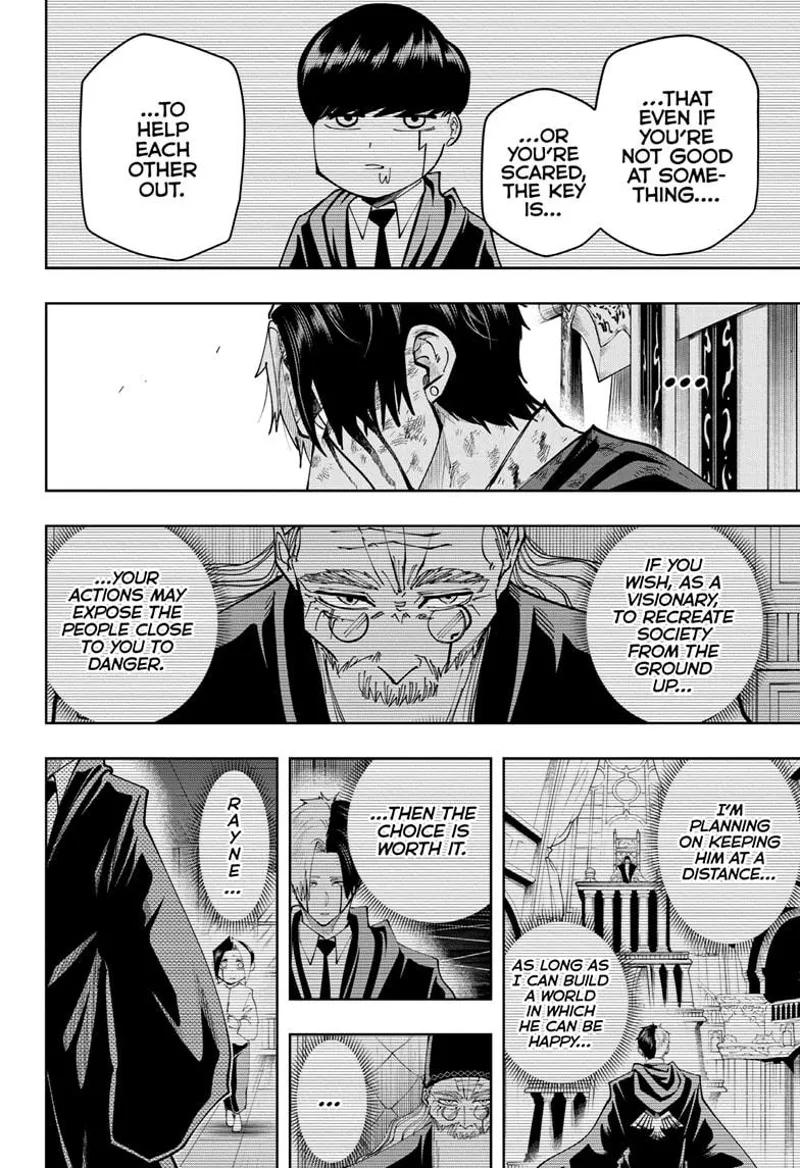 ...THAT
EVEN IF
YOU'RE
NOT GOOD
AT SOME-
THING....
...OR
YOU'RE
SCARED,
THE KEY
IS...
...TO
HELP
EACH
OTHER
OUT.
...
IF YOU
WISH, AS A
VISIONARY,
TO RECREATE
SOCIETY
FROM THE
GROUND
UP...
...YOUR
ACTIONS MAY
EXPOSE THE
PEOPLE CLOSE
TO YOU TO
DANGER.
I'M
PLANNING
ON KEEPING
HIM AT A
DISTANCE...
AS LONG AS
I CAN BUILD
A WORLD
IN WHICH
HE CAN BE
HAPPY...
...THEN THE
CHOICE IS
WORTH IT.
...
RAYNE...